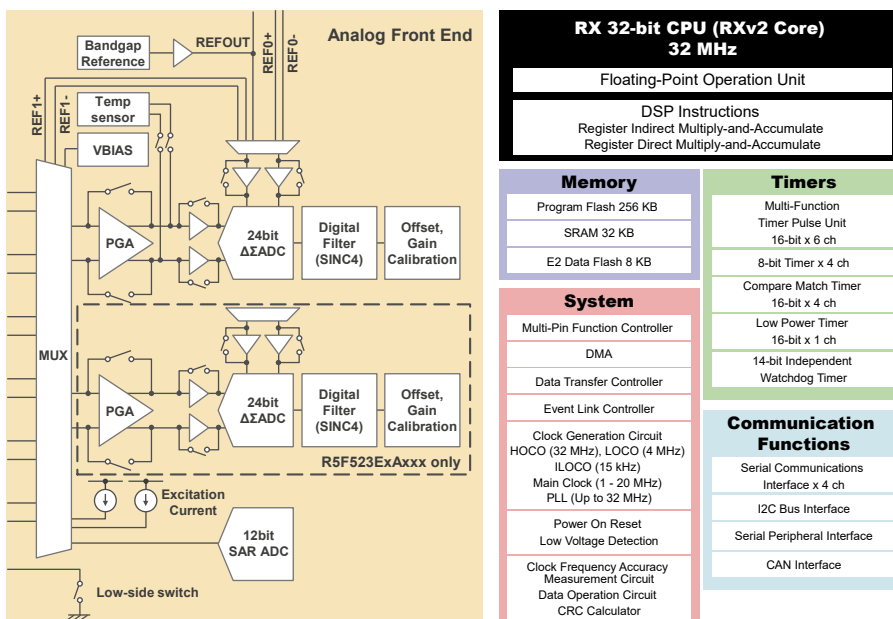 Analog Front End
Bandgap
Reference
REFOUT
REF0+
REF0-
REF1+
REF1-
Temp
sensor
VBIAS
PGA
24bit
ΔΣADC
Digital
Filter
(SINC4)
Offset,
Gain
Calibration
MUX
PGA
24bit
ΔΣADC
Digital
Filter
(SINC4)
Offset,
Gain
Calibration
R5F523ExAxxx only
Excitation
Current
12bit
SAR ADC
Low-side switch
RX 32-bit CPU (RXv2 Core)
32 MHz
Floating-Point Operation Unit
DSP Instructions
Register Indirect Multiply-and-Accumulate
Register Direct Multiply-and-Accumulate
Memory
Program Flash 256 KB
SRAM 32 KB
E2 Data Flash 8 KB
System
Multi-Pin Function Controller
DMA
Data Transfer Controller
Event Link Controller
Clock Generation Circuit
HOCO (32 MHz), LOCO (4 MHz)
ILOCO (15 kHz)
Main Clock (1 - 20 MHz)
PLL (Up to 32 MHz)
Power On Reset
Low Voltage Detection
Clock Frequency Accuracy
Measurement Circuit
Data Operation Circuit
CRC Calculator
Timers
Multi-Function
Timer Pulse Unit
16-bit x 6 ch
8-bit Timer x 4 ch
Compare Match Timer
16-bit x 4 ch
Low Power Timer
16-bit x 1 ch
14-bit Independent
Watchdog Timer
Communication
Functions
Serial Communications
Interface x 4 ch
I2C Bus Interface
Serial Peripheral Interface
CAN Interface